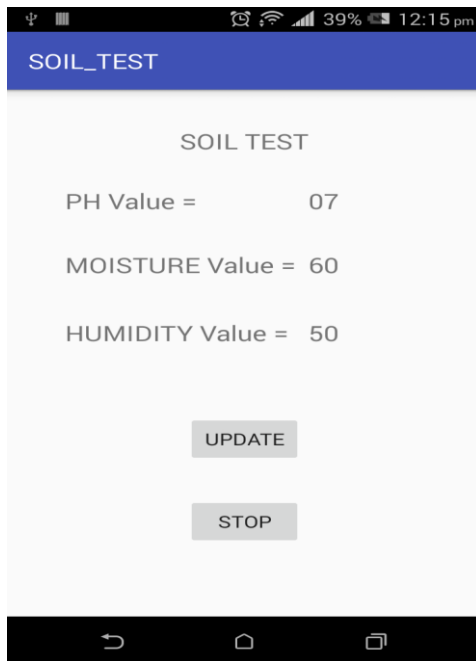 39% 12:15 pm
SOIL_TEST
SOIL TEST
PH Value = 07
MOISTURE Value = 60
HUMIDITY Value = 50
UPDATE
STOP